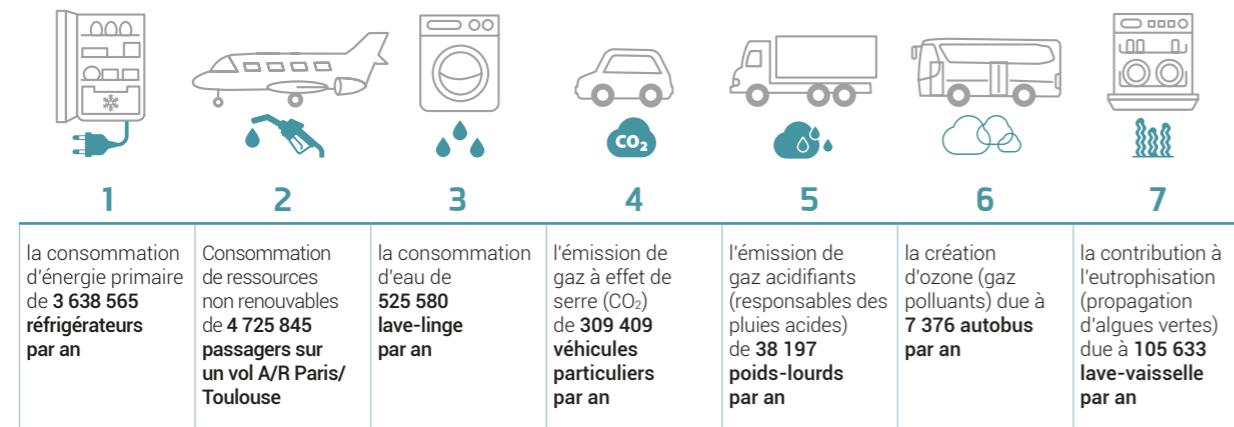 CO₂
1
2
3
4
5
6
7
la consommation
d'énergie primaire
de 3 638 565
réfrigérateurs
par an
Consommation
de ressources
non renouvables
de 4 725 845
passagers sur
un vol A/R Paris/
Toulouse
la consommation
d'eau de
525 580
lave-linge
par an
l'émission de
gaz à effet de
serre (CO₂)
de 309 409
véhicules
particuliers
par an
l'émission de
gaz acidifiants
(responsables des
pluies acides)
de 38 197
poids-lourds
par an
la création
d'ozone (gaz
polluants) due à
7 376 autobus
par an
la contribution à
l'eutrophisation
(propagation
d'algues vertes)
due à 105 633
lave-vaisselle
par an